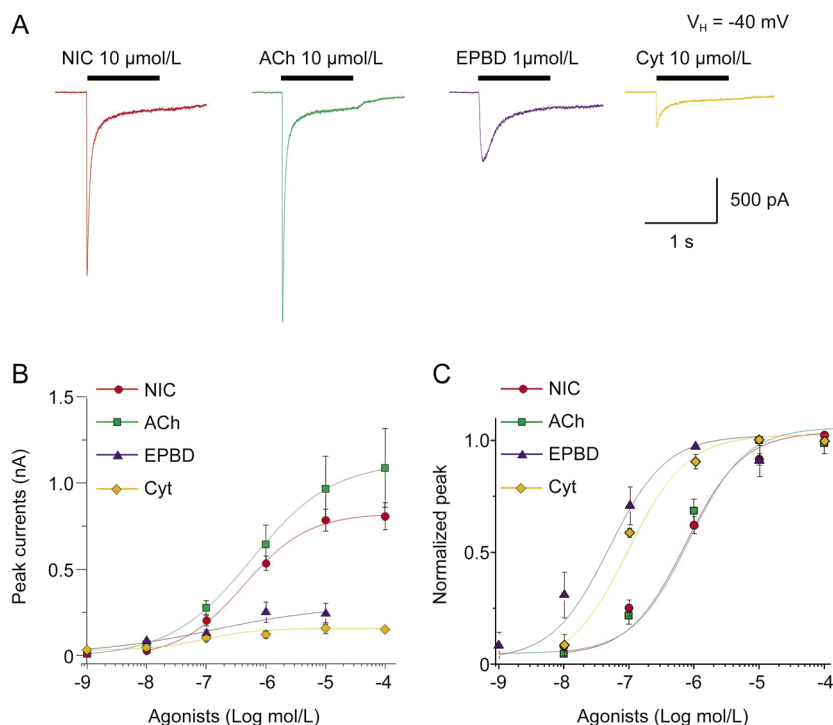 A
V_H = -40 mV
NIC 10 μmol/L
ACh 10 μmol/L
EPBD 1μmol/L
Cyt 10 μmol/L
500 pA
1 s
B
NIC
ACh
EPBD
Cyt
1.5
1.0
0.5
0
Peak currents (nA)
-9 -8 -7 -6 -5 -4
Agonists (Log mol/L)
C
NIC
ACh
EPBD
Cyt
1.0
0.5
0.0
Normalized peak
-9 -8 -7 -6 -5 -4
Agonists (Log mol/L)